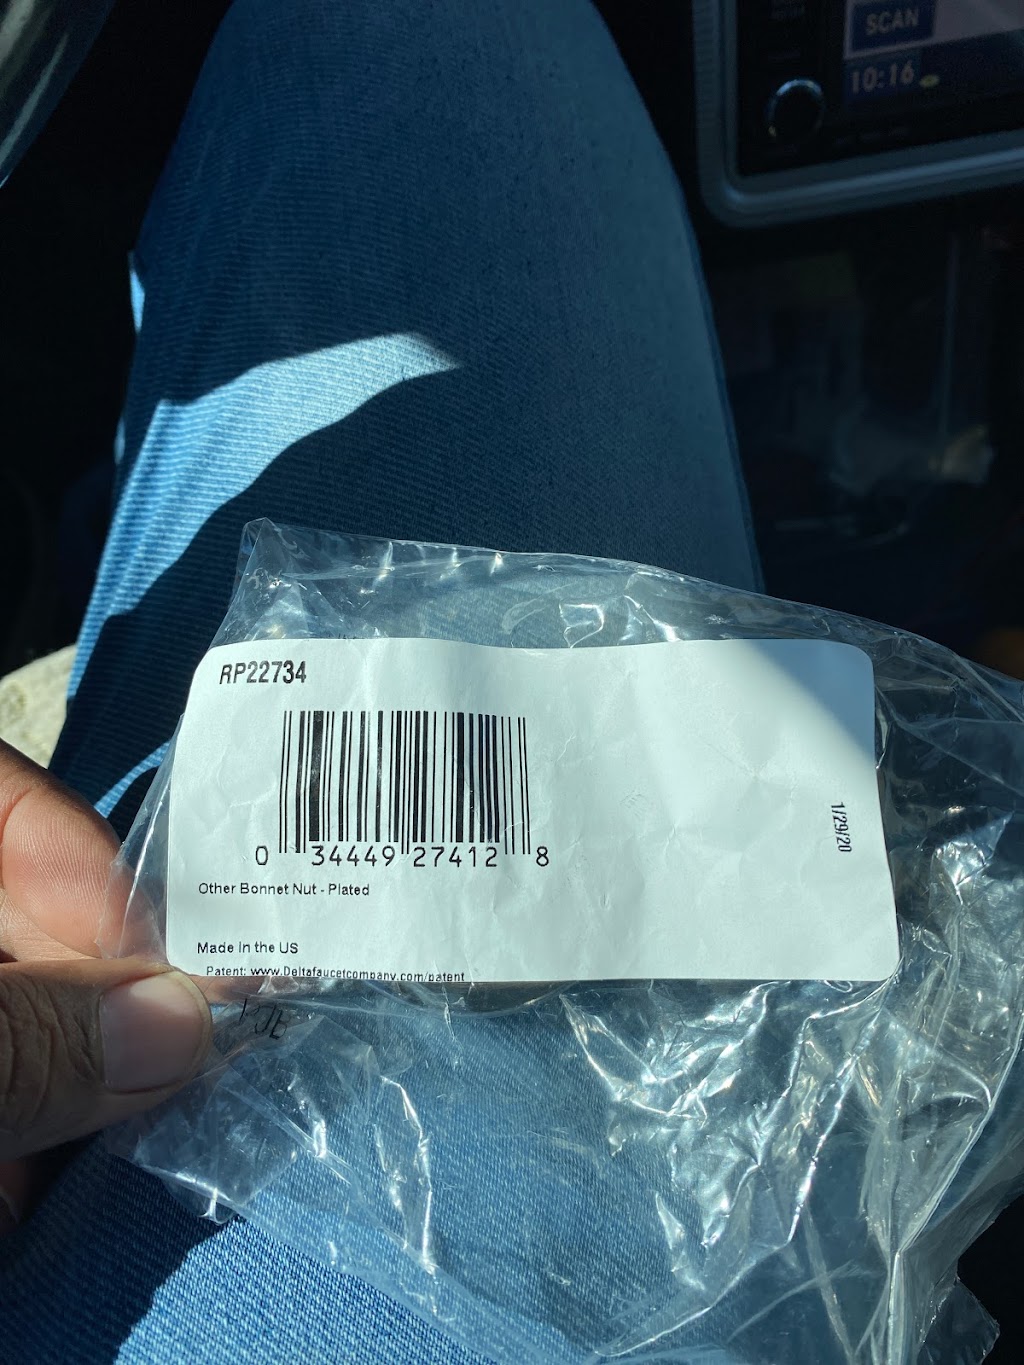 SCAN
10:16
RP22734
0 34449 27412 8
1/29/20
Other Bonnet Nut - Plated
Made In the US
Patent: www.Deltafaucetcompany.com/patent